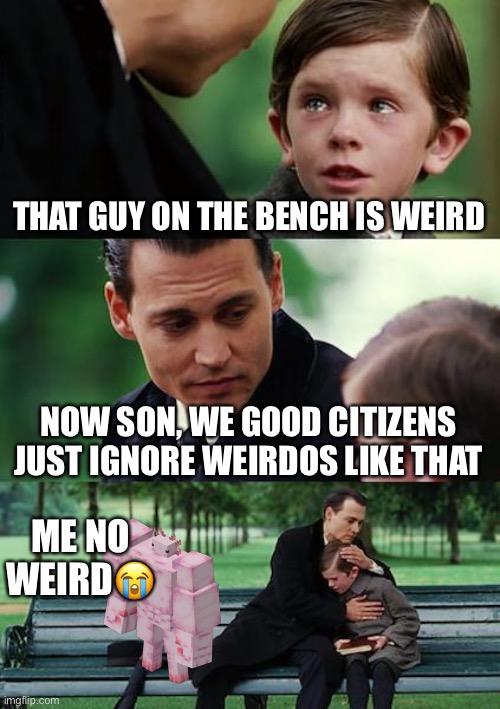 THAT GUY ON THE BENCH IS WEIRD
NOW SON, WE GOOD CITIZENS
JUST IGNORE WEIRDOS LIKE THAT
ME NO
WEIRD😭
imgflip.com